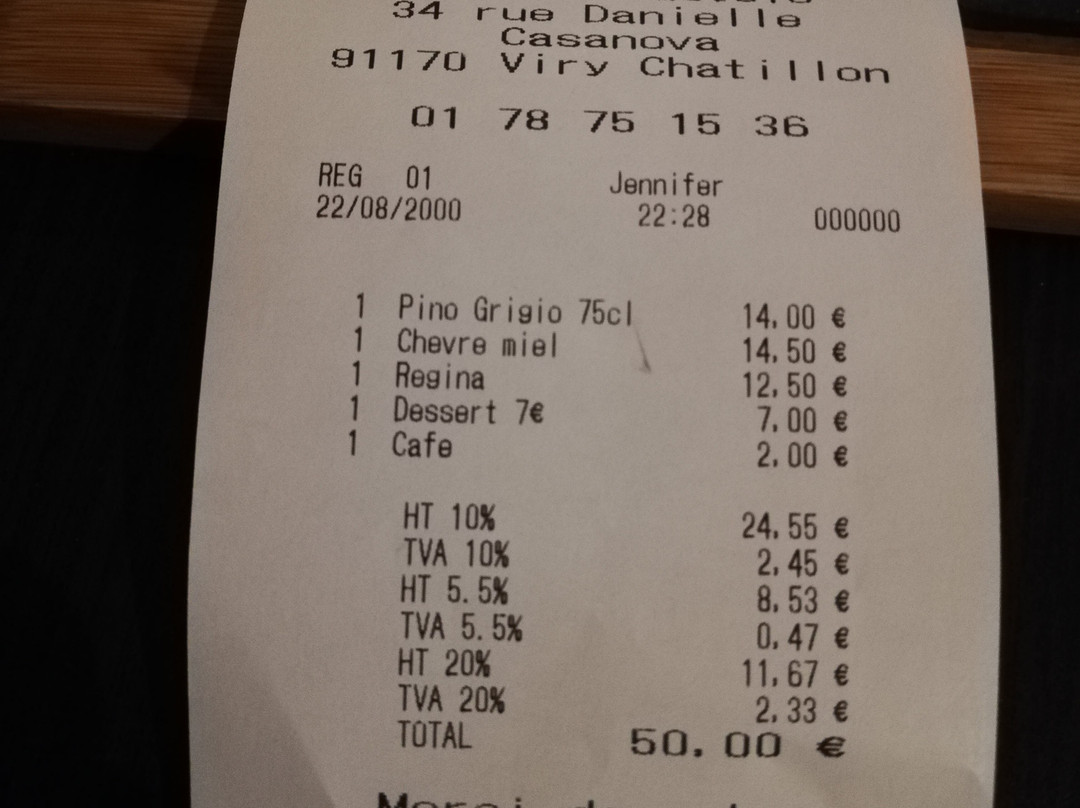 34 rue Danielle
Casanova
91170 Viry Chatillon
01 78 75 15 36
REG 01 Jennifer
22/08/2000 22:28 000000
1 Pino Grigio 75cl 14,00 €
1 Chevre miel 14,50 €
1 Regina 12,50 €
1 Dessert 7€ 7,00 €
1 Cafe 2,00 €
HT 10% 24,55 €
TVA 10% 2,45 €
HT 5.5% 8,53 €
TVA 5.5% 0,47 €
HT 20% 11,67 €
TVA 20% 2,33 €
TOTAL 50.00 €
Merci